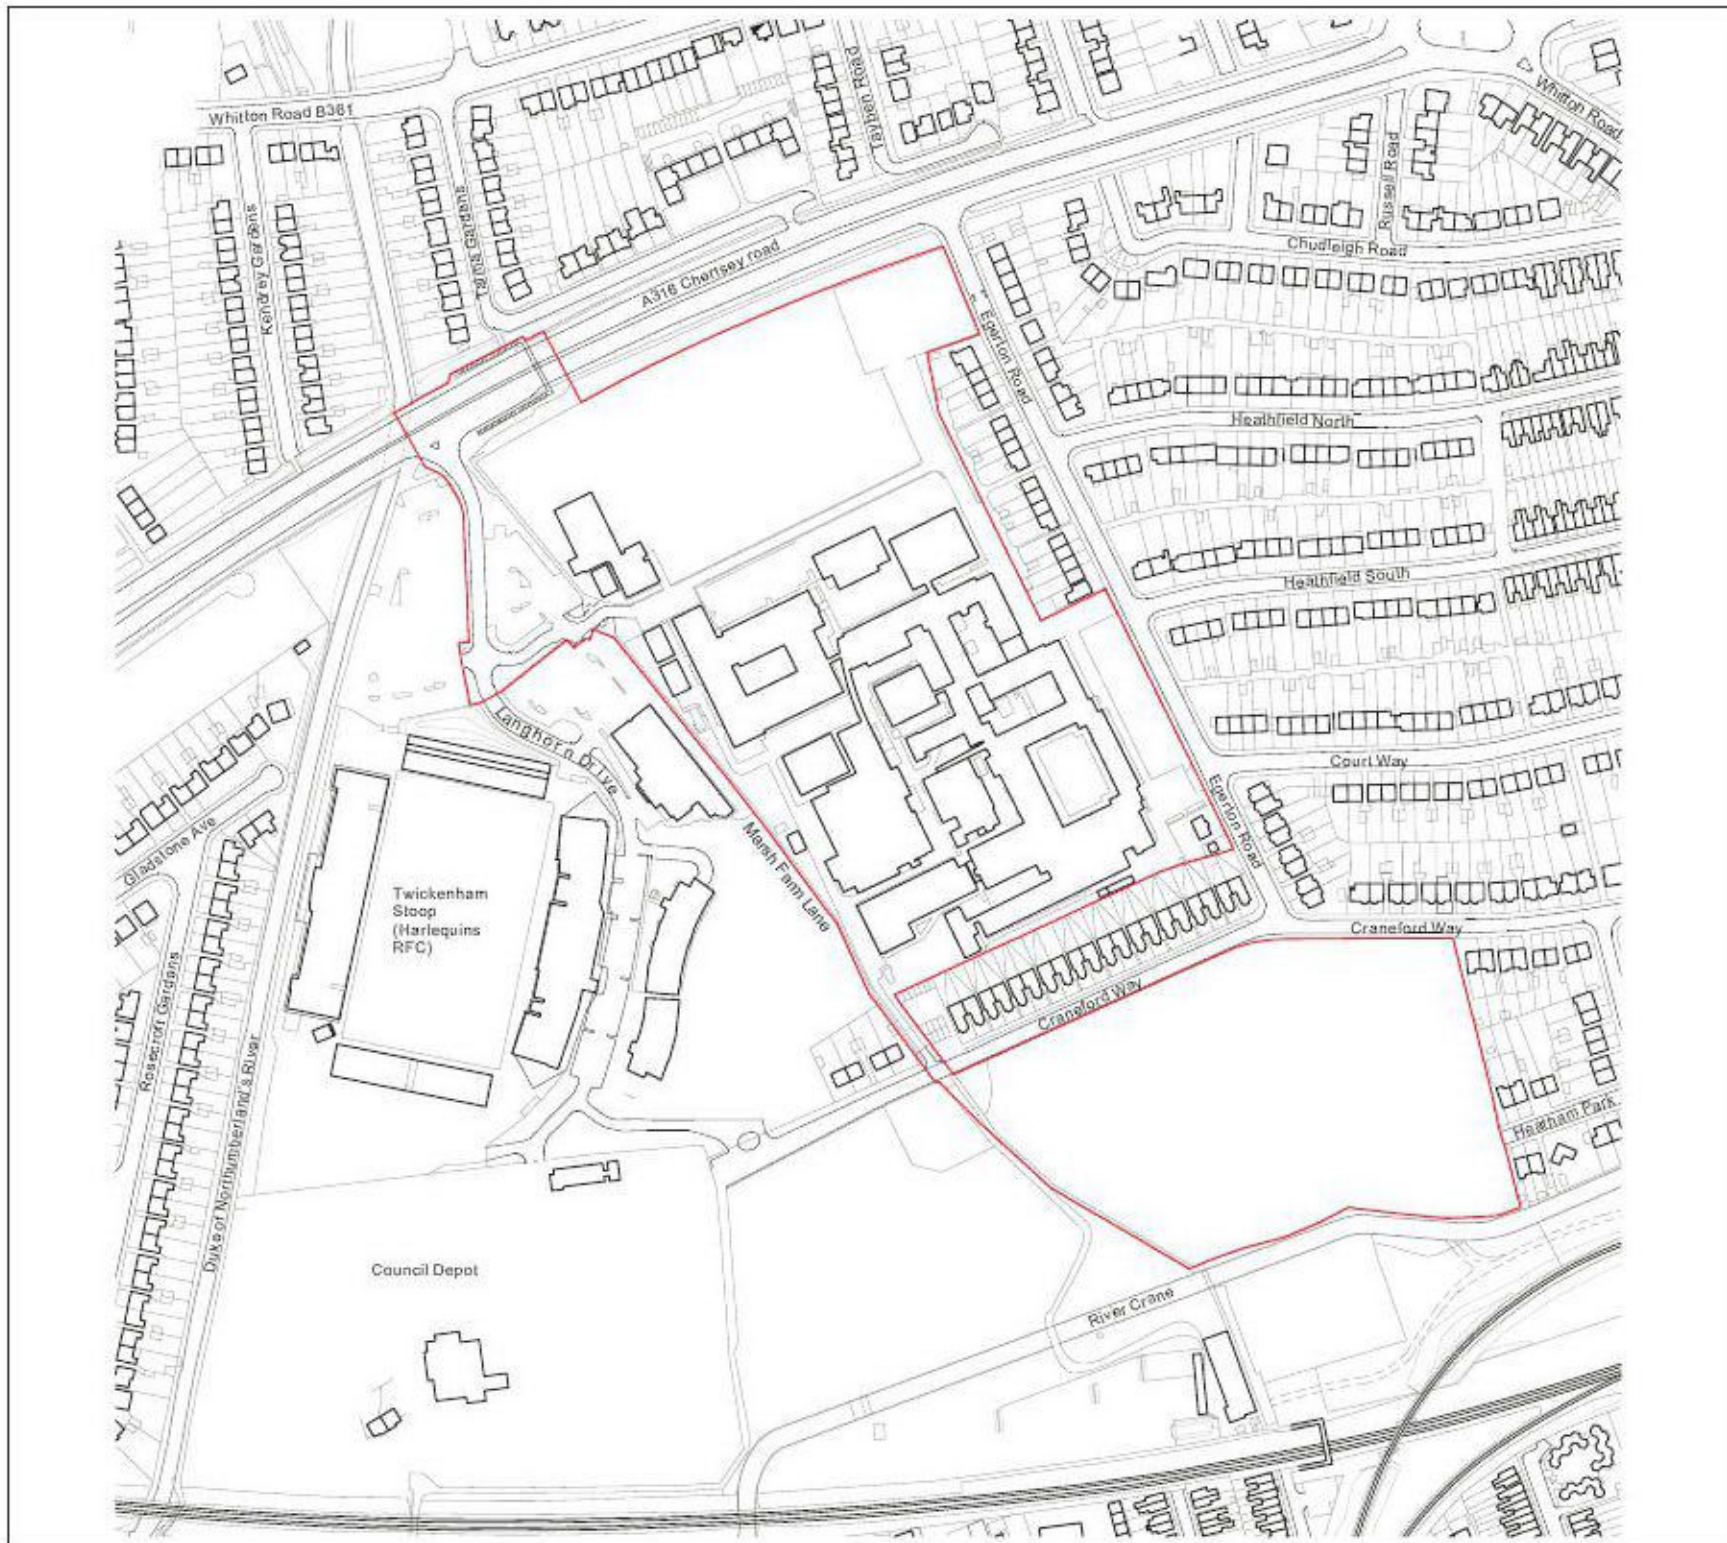 Whitton Road B361
Tayben Road
Whitton Road
Russell Road
Kendrey Gardens
Tarma Gardens
Chudleigh Road
A316 Chertsey road
Egerton Road
Heathfield North
Heathfield South
Langhorn Drive
Court Way
Egerton Road
Gladstone Ave
Marsh Farm Lane
Twickenham
Stoop
(Harlequins
RFC)
Craneford Way
Rosecroft Gardens
Craneford Way
Heatham Park
Duke of Northumberland's River
Council Depot
River Crane